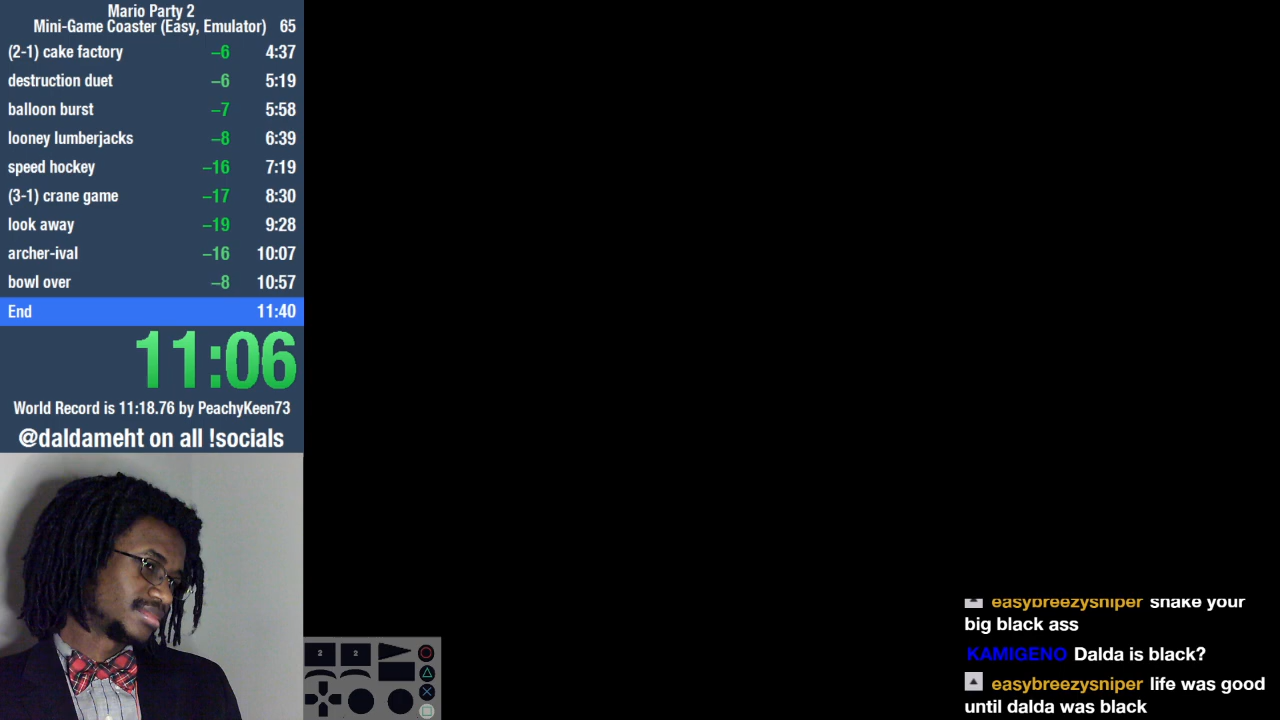 Mario Party 2
Mini-Game Coaster (Easy, Emulator) 65
(2-1) cake factory –6 4:37
destruction duet –6 5:19
balloon burst –7 5:58
looney lumberjacks –8 6:39
speed hockey –16 7:19
(3-1) crane game –17 8:30
look away –19 9:28
archer-ival –16 10:07
bowl over –8 10:57
End 11:40
11:06
World Record is 11:18.76 by PeachyKeen73
@daldameht on all !socials
2 2
easybreezysniper shake your
big black ass
KAMIGENO Dalda is black?
easybreezysniper life was good
until dalda was black